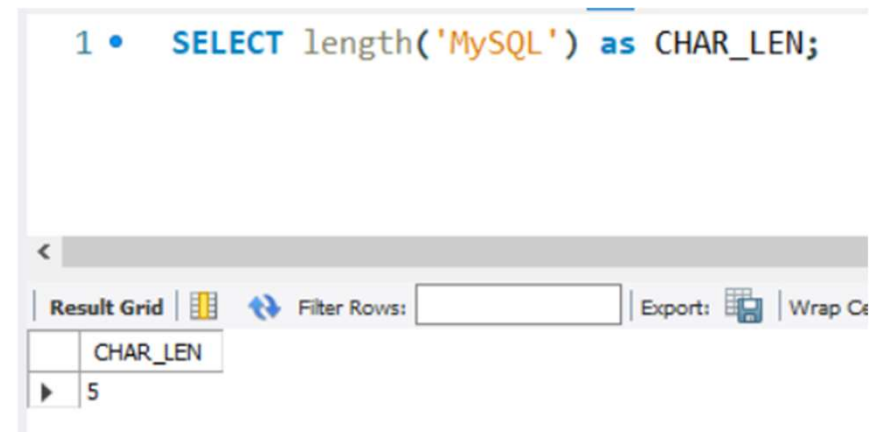 1 SELECT length('MySQL') as CHAR_LEN;
Result Grid Filter Rows: Export: Wrap Ce
CHAR_LEN
5